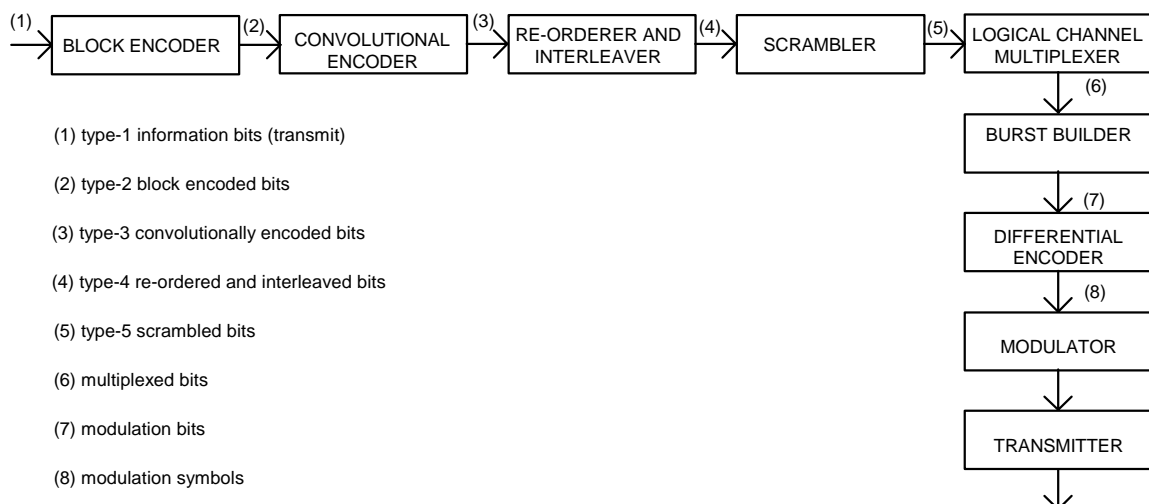 (1)
BLOCK ENCODER
(2)
CONVOLUTIONAL
ENCODER
(3)
RE-ORDERER AND
INTERLEAVER
(4)
SCRAMBLER
(5)
LOGICAL CHANNEL
MULTIPLEXER
(6)
BURST BUILDER
(7)
DIFFERENTIAL
ENCODER
(8)
MODULATOR
TRANSMITTER
(1) type-1 information bits (transmit)
(2) type-2 block encoded bits
(3) type-3 convolutionally encoded bits
(4) type-4 re-ordered and interleaved bits
(5) type-5 scrambled bits
(6) multiplexed bits
(7) modulation bits
(8) modulation symbols